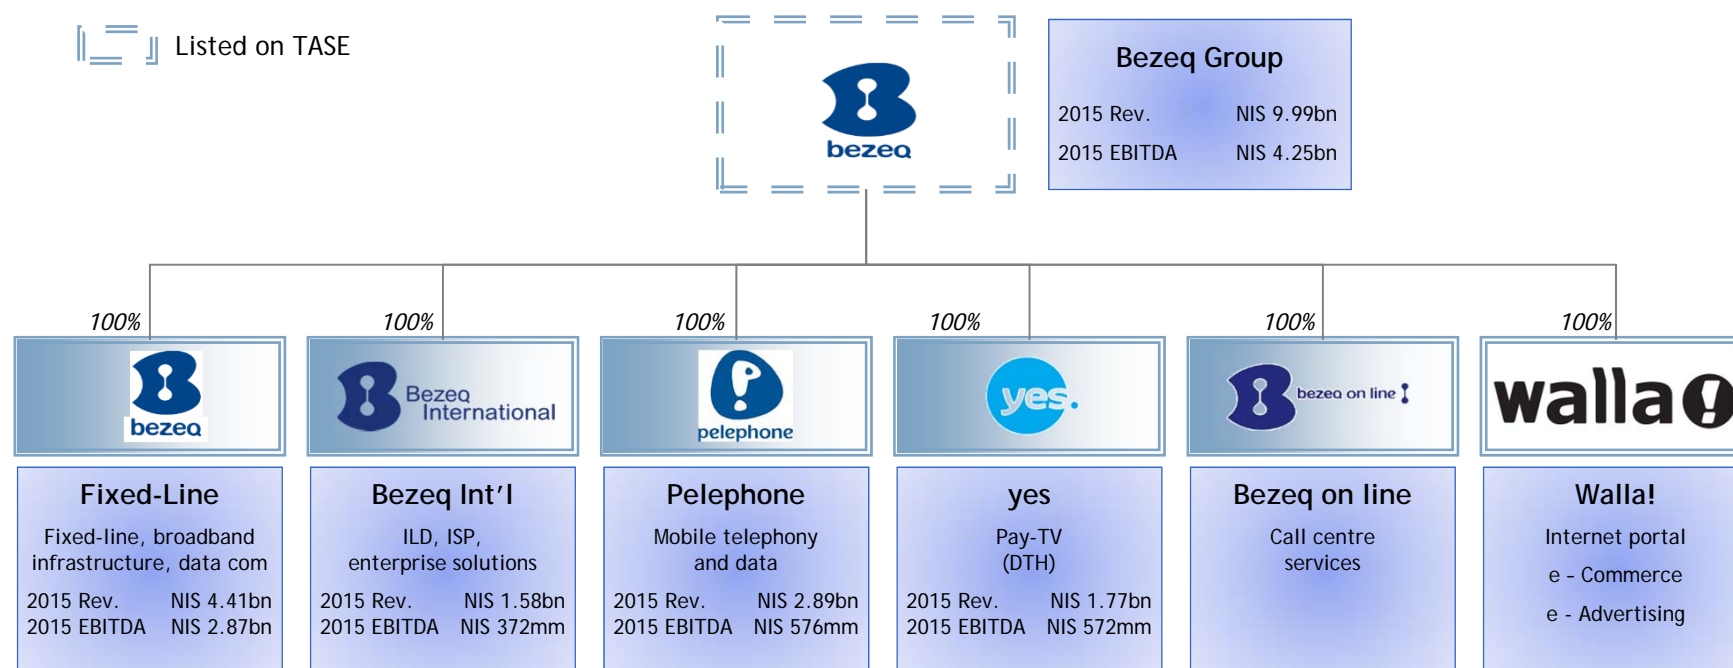 Listed on TASE
bezeq
Bezeq Group
2015 Rev. NIS 9.99bn
2015 EBITDA NIS 4.25bn
100% 100% 100% 100% 100% 100%
bezeq
Bezeq
International
pelephone
yes.
bezeq on line
walla!
Fixed-Line
Fixed-line, broadband
infrastructure, data com
2015 Rev. NIS 4.41bn
2015 EBITDA NIS 2.87bn
Bezeq Int'l
ILD, ISP,
enterprise solutions
2015 Rev. NIS 1.58bn
2015 EBITDA NIS 372mm
Pelephone
Mobile telephony
and data
2015 Rev. NIS 2.89bn
2015 EBITDA NIS 576mm
yes
Pay-TV
(DTH)
2015 Rev. NIS 1.77bn
2015 EBITDA NIS 572mm
Bezeq on line
Call centre
services
Walla!
Internet portal
e - Commerce
e - Advertising